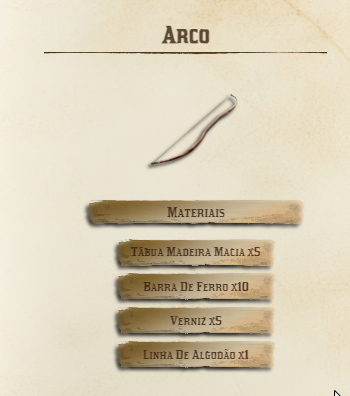 Arco
Materiais
Tábua Madeira Macia x5
Barra De Ferro x10
Verniz x5
Linha De Algodão x1